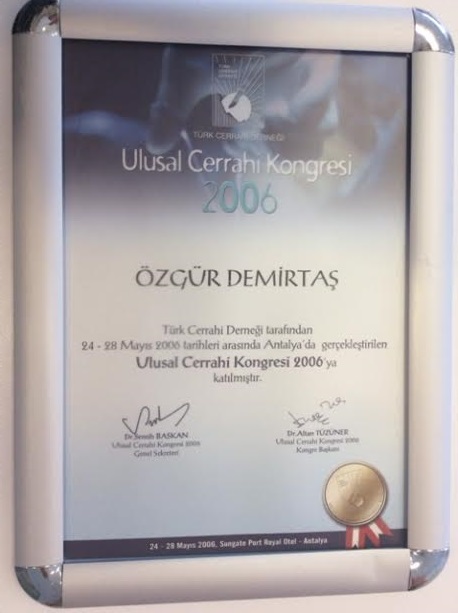 TÜRK CERRAHİ DERNEĞİ
Ulusal Cerrahi Kongresi
2006
ÖZGÜR DEMİRTAŞ
Türk Cerrahi Derneği tarafından
24 - 28 Mayıs 2006 tarihleri arasında Antalya'da gerçekleştirilen
Ulusal Cerrahi Kongresi 2006'ya
katılmıştır.
Dr. Semih BASKAN
Ulusal Cerrahi Kongresi 2006
Genel Sekreteri
Dr. Altan TÜZÜNER
Ulusal Cerrahi Kongresi 2006
Kongre Başkanı
24 - 28 Mayıs 2006, Sungate Port Royal Otel - Antalya